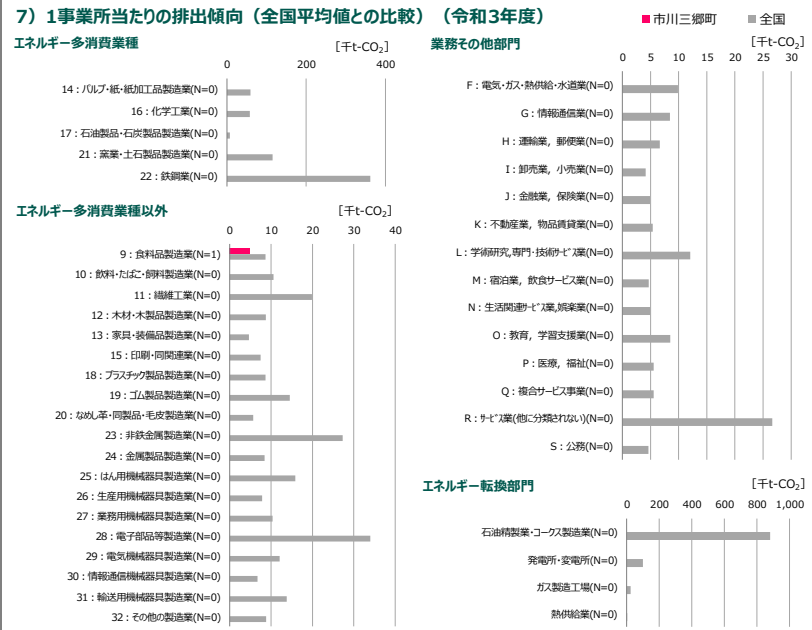 7）1事業所当たりの排出傾向（全国平均値との比較）（令和3年度）
■市川三郷町 ■全国
エネルギー多消費業種
[千t-CO₂]
0 200 400
14：パルプ・紙・紙加工品製造業(N=0)
16：化学工業(N=0)
17：石油製品・石炭製品製造業(N=0)
21：窯業・土石製品製造業(N=0)
22：鉄鋼業(N=0)
エネルギー多消費業種以外
[千t-CO₂]
0 10 20 30 40
9：食料品製造業(N=1)
10：飲料・たばこ・飼料製造業(N=0)
11：繊維工業(N=0)
12：木材・木製品製造業(N=0)
13：家具・装備品製造業(N=0)
15：印刷・同関連業(N=0)
18：プラスチック製品製造業(N=0)
19：ゴム製品製造業(N=0)
20：なめし革・同製品・毛皮製造業(N=0)
23：非鉄金属製造業(N=0)
24：金属製品製造業(N=0)
25：はん用機械器具製造業(N=0)
26：生産用機械器具製造業(N=0)
27：業務用機械器具製造業(N=0)
28：電子部品等製造業(N=0)
29：電気機械器具製造業(N=0)
30：情報通信機械器具製造業(N=0)
31：輸送用機械器具製造業(N=0)
32：その他の製造業(N=0)
業務その他部門
[千t-CO₂]
0 5 10 15 20 25 30
F：電気・ガス・熱供給・水道業(N=0)
G：情報通信業(N=0)
H：運輸業，郵便業(N=0)
I：卸売業，小売業(N=0)
J：金融業，保険業(N=0)
K：不動産業，物品賃貸業(N=0)
L：学術研究,専門・技術ｻｰﾋﾞｽ業(N=0)
M：宿泊業，飲食サービス業(N=0)
N：生活関連ｻｰﾋﾞｽ業,娯楽業(N=0)
O：教育，学習支援業(N=0)
P：医療，福祉(N=0)
Q：複合サービス事業(N=0)
R：ｻｰﾋﾞｽ業(他に分類されない)(N=0)
S：公務(N=0)
エネルギー転換部門
[千t-CO₂]
0 200 400 600 800 1,000
石油精製業・コークス製造業(N=0)
発電所・変電所(N=0)
ガス製造工場(N=0)
熱供給業(N=0)